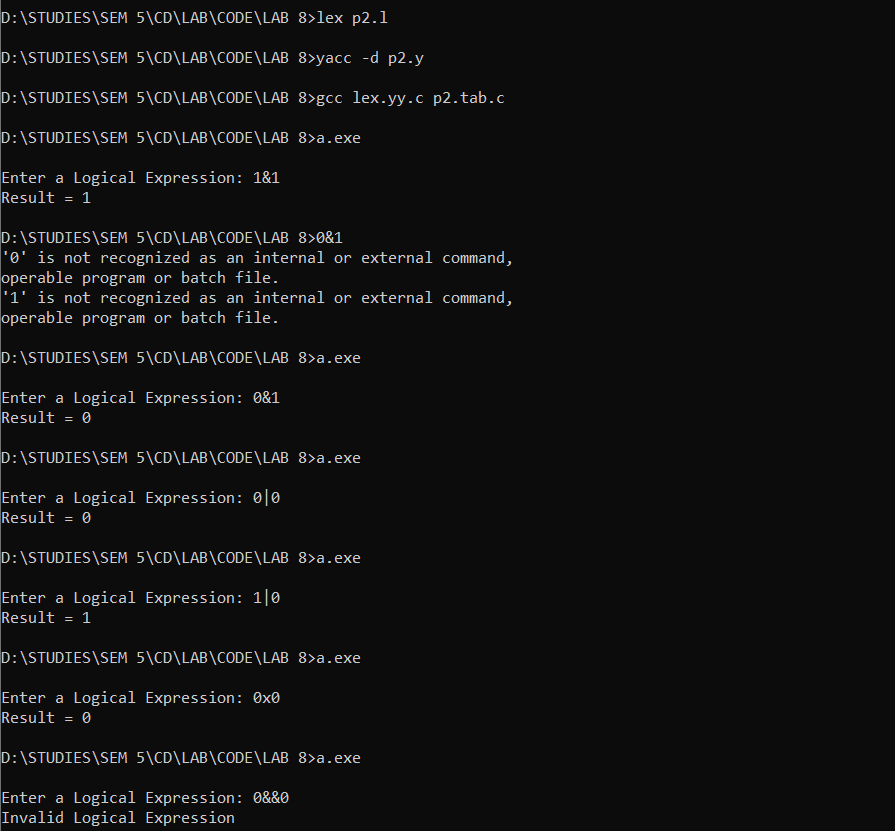 D:\STUDIES\SEM 5\CD\LAB\CODE\LAB 8>lex p2.l
D:\STUDIES\SEM 5\CD\LAB\CODE\LAB 8>yacc -d p2.y
D:\STUDIES\SEM 5\CD\LAB\CODE\LAB 8>gcc lex.yy.c p2.tab.c
D:\STUDIES\SEM 5\CD\LAB\CODE\LAB 8>a.exe
Enter a Logical Expression: 1&1
Result = 1
D:\STUDIES\SEM 5\CD\LAB\CODE\LAB 8>0&1
'0' is not recognized as an internal or external command,
operable program or batch file.
'1' is not recognized as an internal or external command,
operable program or batch file.
D:\STUDIES\SEM 5\CD\LAB\CODE\LAB 8>a.exe
Enter a Logical Expression: 0&1
Result = 0
D:\STUDIES\SEM 5\CD\LAB\CODE\LAB 8>a.exe
Enter a Logical Expression: 0|0
Result = 0
D:\STUDIES\SEM 5\CD\LAB\CODE\LAB 8>a.exe
Enter a Logical Expression: 1|0
Result = 1
D:\STUDIES\SEM 5\CD\LAB\CODE\LAB 8>a.exe
Enter a Logical Expression: 0x0
Result = 0
D:\STUDIES\SEM 5\CD\LAB\CODE\LAB 8>a.exe
Enter a Logical Expression: 0&&0
Invalid Logical Expression